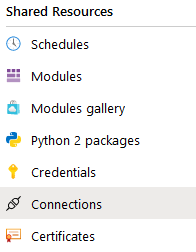 Shared Resources
Schedules
Modules
Modules gallery
Python 2 packages
Credentials
Connections
Certificates